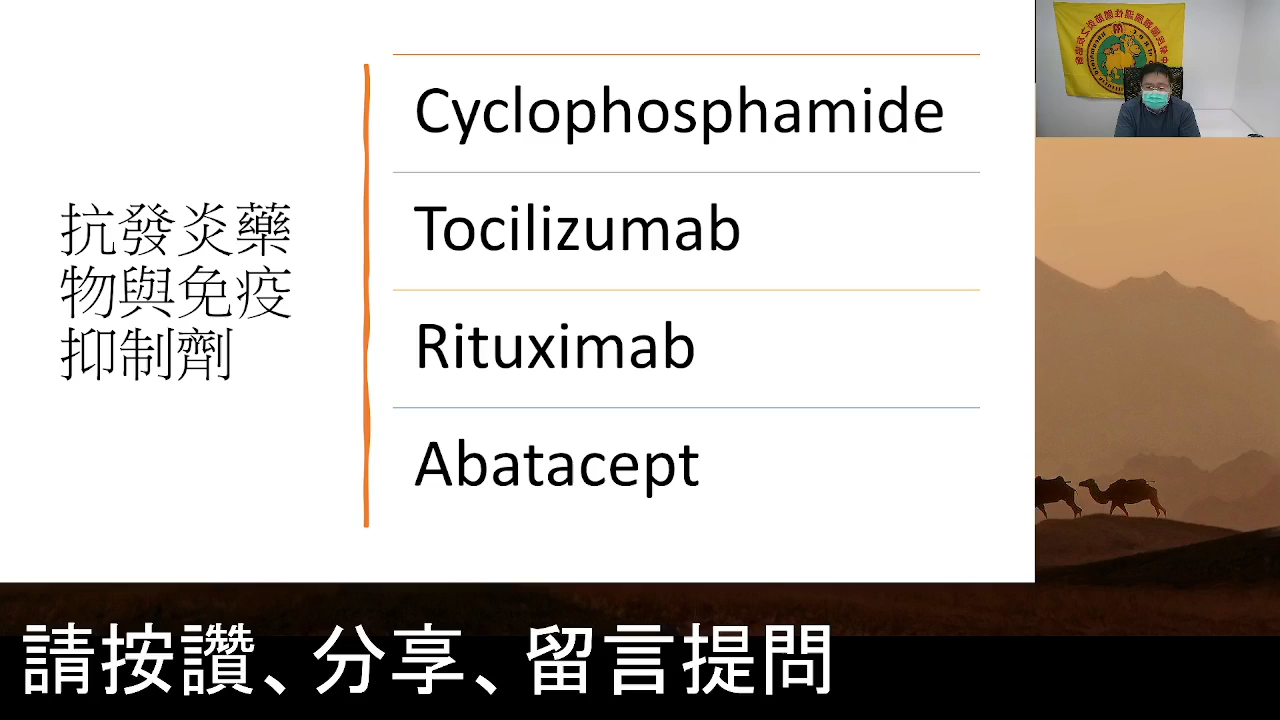 抗發炎藥
物與免疫
抑制劑
Cyclophosphamide
Tocilizumab
Rituximab
Abatacept
請按讚、分享、留言提問